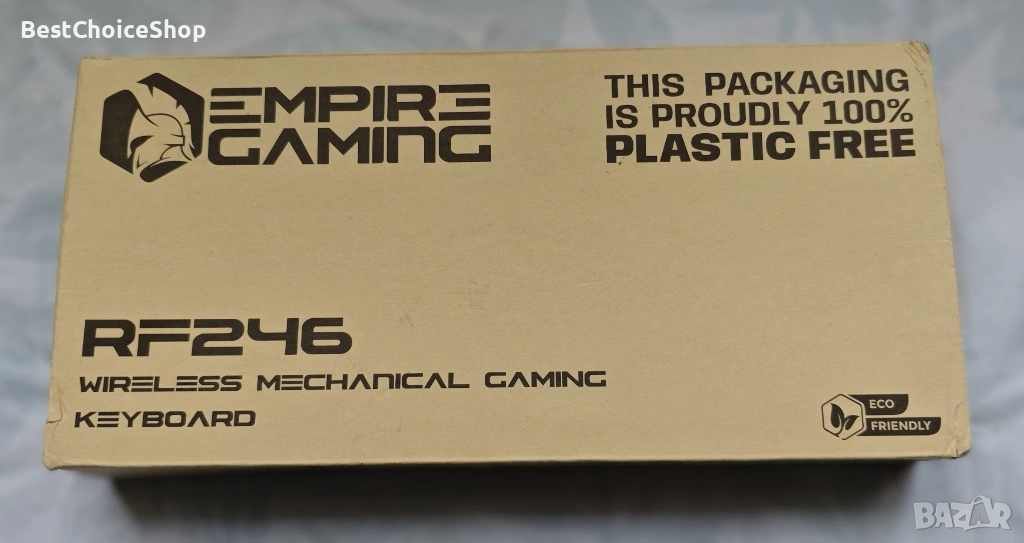 BestChoiceShop
EMPIRE
GAMING
THIS PACKAGING
IS PROUDLY 100%
PLASTIC FREE
RF246
WIRELESS MECHANICAL GAMING
KEYBOARD
ECO
FRIENDLY
BAZAR